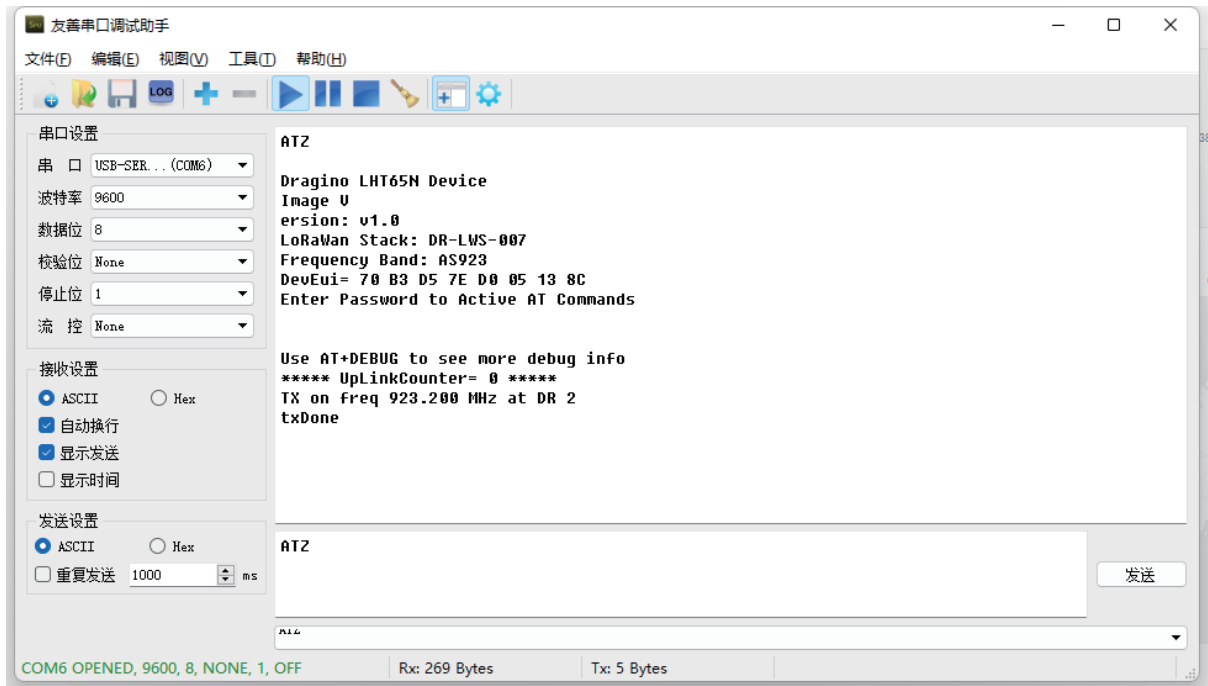 友善串口调试助手
文件(F) 编辑(E) 视图(V) 工具(T) 帮助(H)
LOG
串口设置
串 口 USB-SER...(COM6)
波特率 9600
数据位 8
校验位 None
停止位 1
流 控 None
接收设置
ASCII Hex
自动换行
显示发送
显示时间
发送设置
ASCII Hex
重复发送 1000 ms
ATZ
Dragino LHT65N Device
Image V
ersion: v1.0
LoRaWan Stack: DR-LWS-007
Frequency Band: AS923
DevEui= 70 B3 D5 7E D0 05 13 8C
Enter Password to Active AT Commands
Use AT+DEBUG to see more debug info
***** UpLinkCounter= 0 *****
TX on freq 923.200 MHz at DR 2
txDone
ATZ
发送
ATZ
COM6 OPENED, 9600, 8, NONE, 1, OFF Rx: 269 Bytes Tx: 5 Bytes